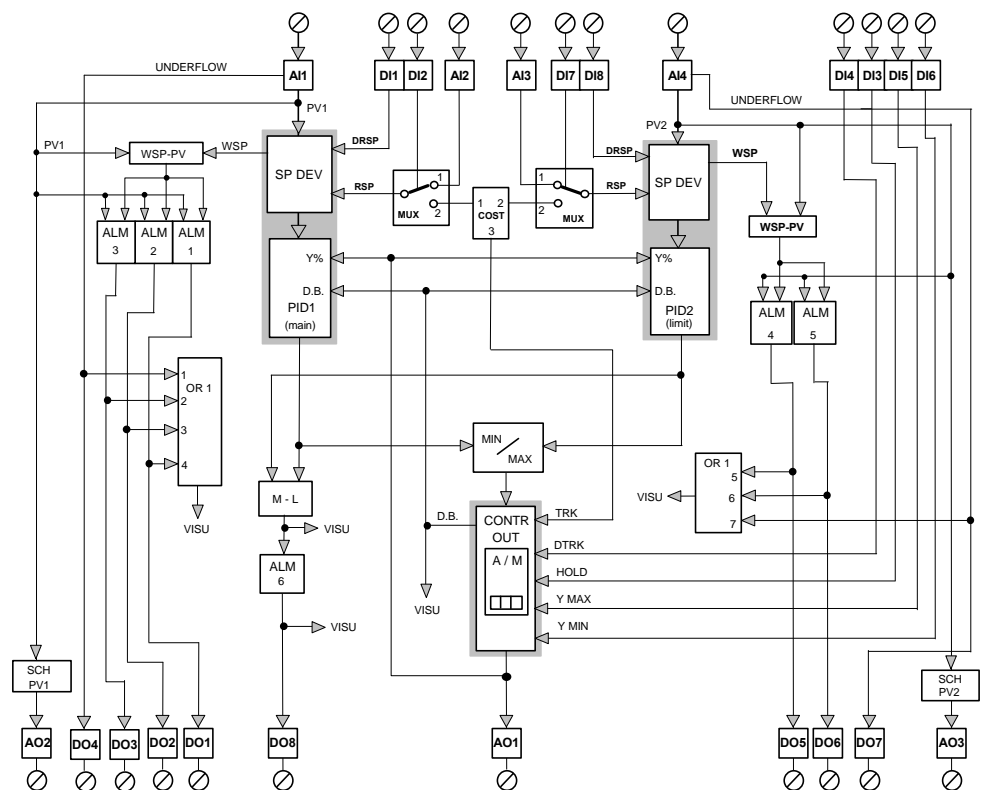 AI1
DI1
DI2
AI2
AI3
DI7
DI8
AI4
DI4
DI3
DI5
DI6
UNDERFLOW
UNDERFLOW
PV1
PV2
PV1
WSP-PV
WSP
SP DEV
DRSP
RSP
1
2
MUX
1 2
COST
3
1
2
MUX
DRSP
RSP
SP DEV
WSP
WSP-PV
ALM
3
ALM
2
ALM
1
Y%
D.B.
PID1
(main)
Y%
D.B.
PID2
(limit)
ALM
4
ALM
5
1
OR 1
2
3
4
VISU
MIN
MAX
M - L
VISU
ALM
6
VISU
D.B.
VISU
CONTR
OUT
A / M
TRK
DTRK
HOLD
Y MAX
Y MIN
OR 1
5
6
7
VISU
SCH
PV1
SCH
PV2
AO2
DO4
DO3
DO2
DO1
DO8
AO1
DO5
DO6
DO7
AO3